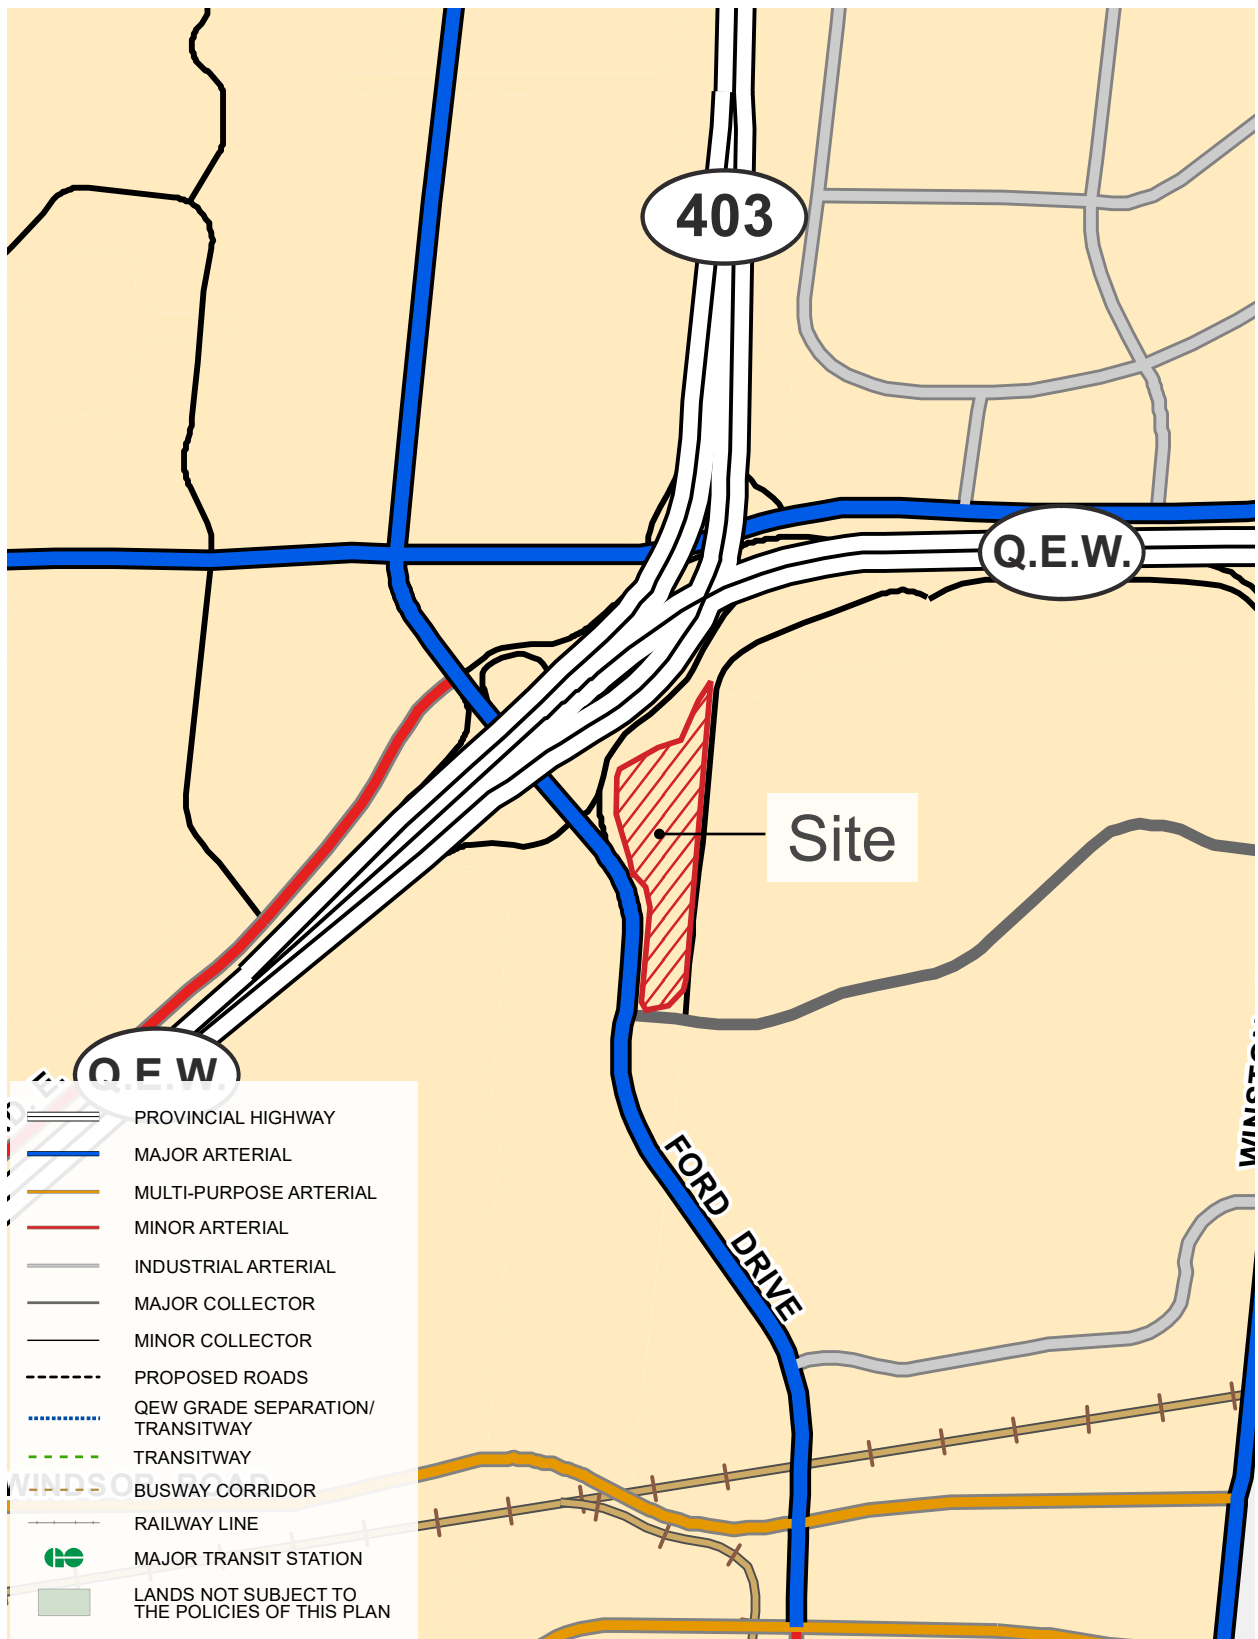 403
Q.E.W.
Site
Q.E.W.
FORD DRIVE
PROVINCIAL HIGHWAY
MAJOR ARTERIAL
MULTI-PURPOSE ARTERIAL
MINOR ARTERIAL
INDUSTRIAL ARTERIAL
MAJOR COLLECTOR
MINOR COLLECTOR
PROPOSED ROADS
QEW GRADE SEPARATION/
TRANSITWAY
TRANSITWAY
WINDSOR ROAD
BUSWAY CORRIDOR
RAILWAY LINE
MAJOR TRANSIT STATION
LANDS NOT SUBJECT TO
THE POLICIES OF THIS PLAN